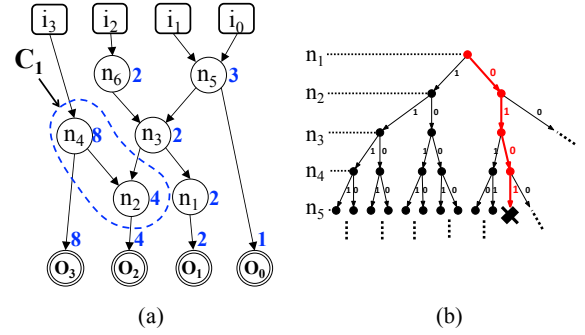 i₃ i₂ i₁ i₀
C₁
n₆ 2 n₅ 3
n₄ 8 n₃ 2
n₂ 4 n₁ 2
8 4 2 1
O₃ O₂ O₁ O₀
(a)
n₁
1 0
n₂
1 0 1 0
n₃
1 0 1 0 1 0
n₄
1 0 1 0 1 0 1 0 1 0 1 0
n₅
(b)